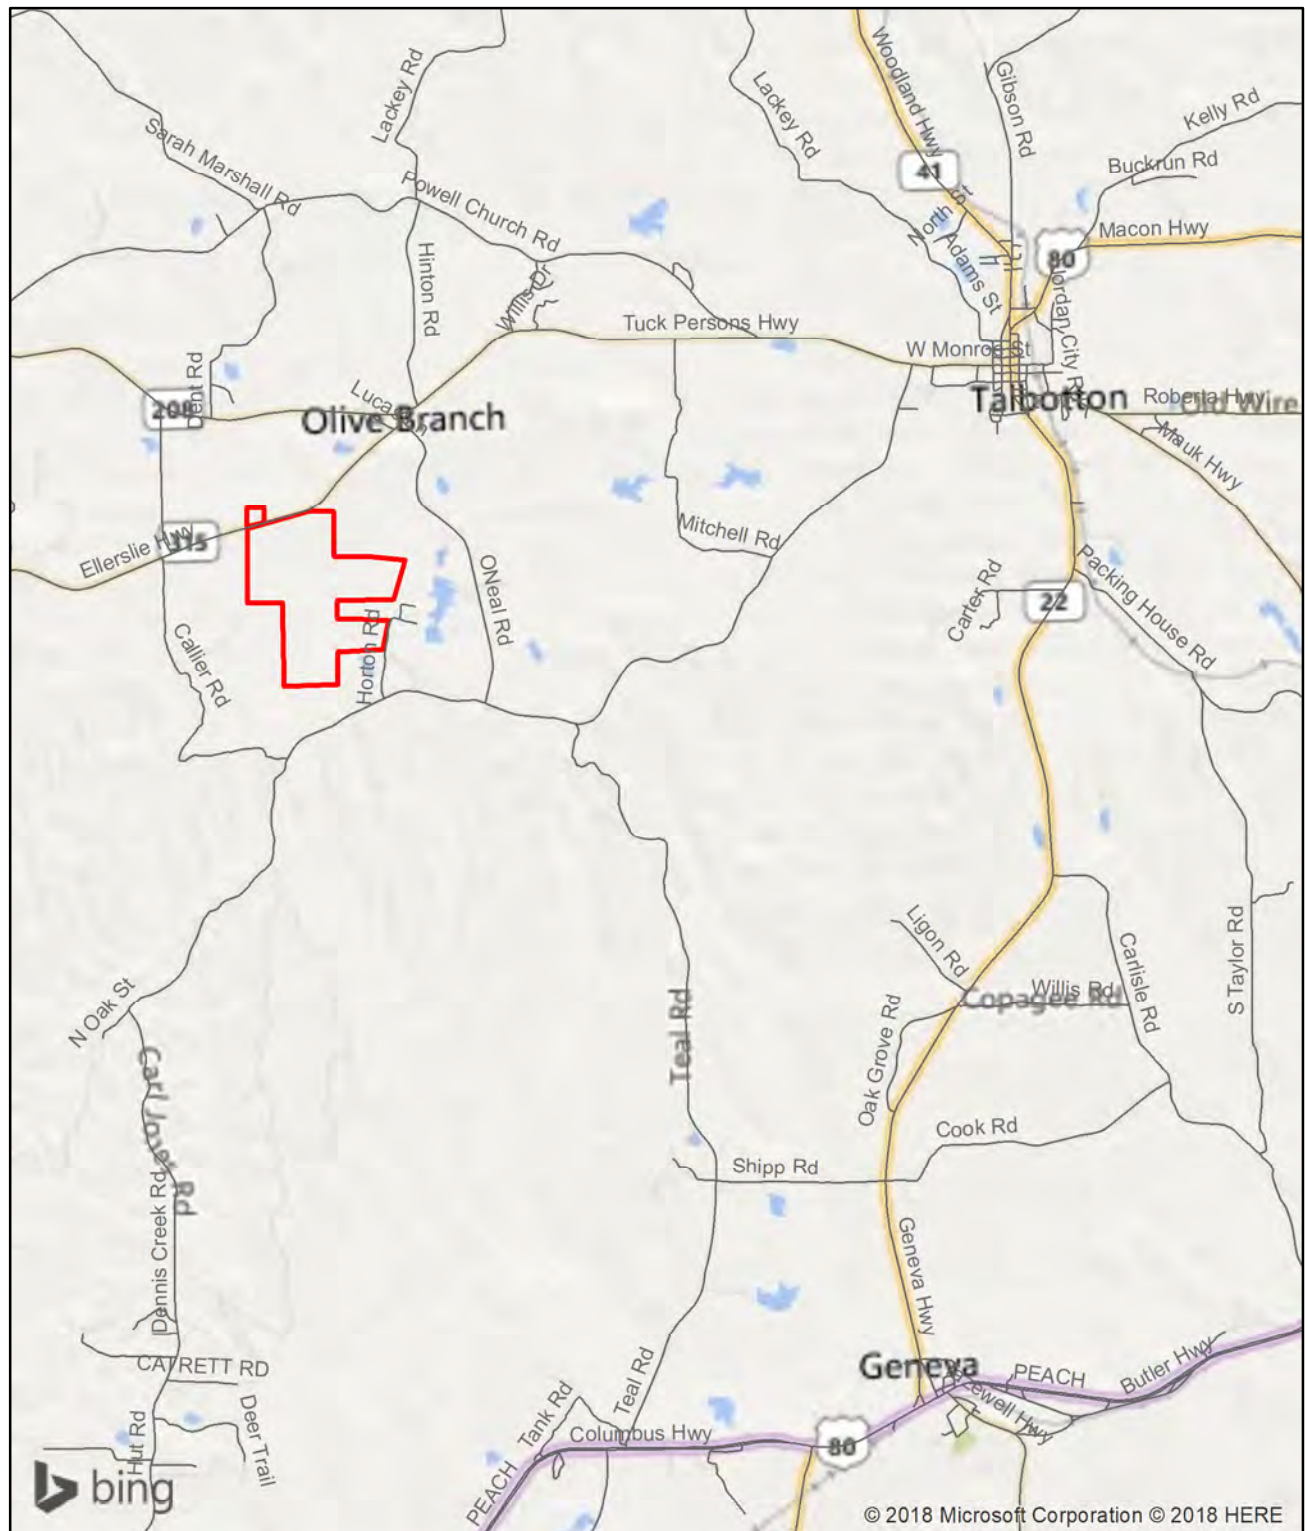 Lackey Rd
Woodland Hwy
Gibson Rd
Lackey Rd
Kelly Rd
Sarah Marshall Rd
41
Buckrun Rd
Powell Church Rd
North St
Macon Hwy
Hinton Rd
Adams St
80
Willis Dr
Jordan City Rd
Tuck Persons Hwy
W Monroe St
Dent Rd
208
Olive Branch
Talbotton
Roberta Hwy
Old Wire
Mauk Hwy
Ellerslie Hwy
315
Mitchell Rd
ONeal Rd
Packing House Rd
Carter Rd
22
Callier Rd
Horton Rd
Ligon Rd
Carlisle Rd
S Taylor Rd
Willis Rd
Copagee Rd
N Oak St
Teal Rd
Oak Grove Rd
Cook Rd
Shipp Rd
Dennis Creek Rd
Geneva Hwy
Geneva
CATRETT RD
PEACH
Butler Hwy
Teal Rd
Tank Rd
Deer Trail
Hut Rd
Columbus Hwy
80
PEACH
bing
© 2018 Microsoft Corporation © 2018 HERE